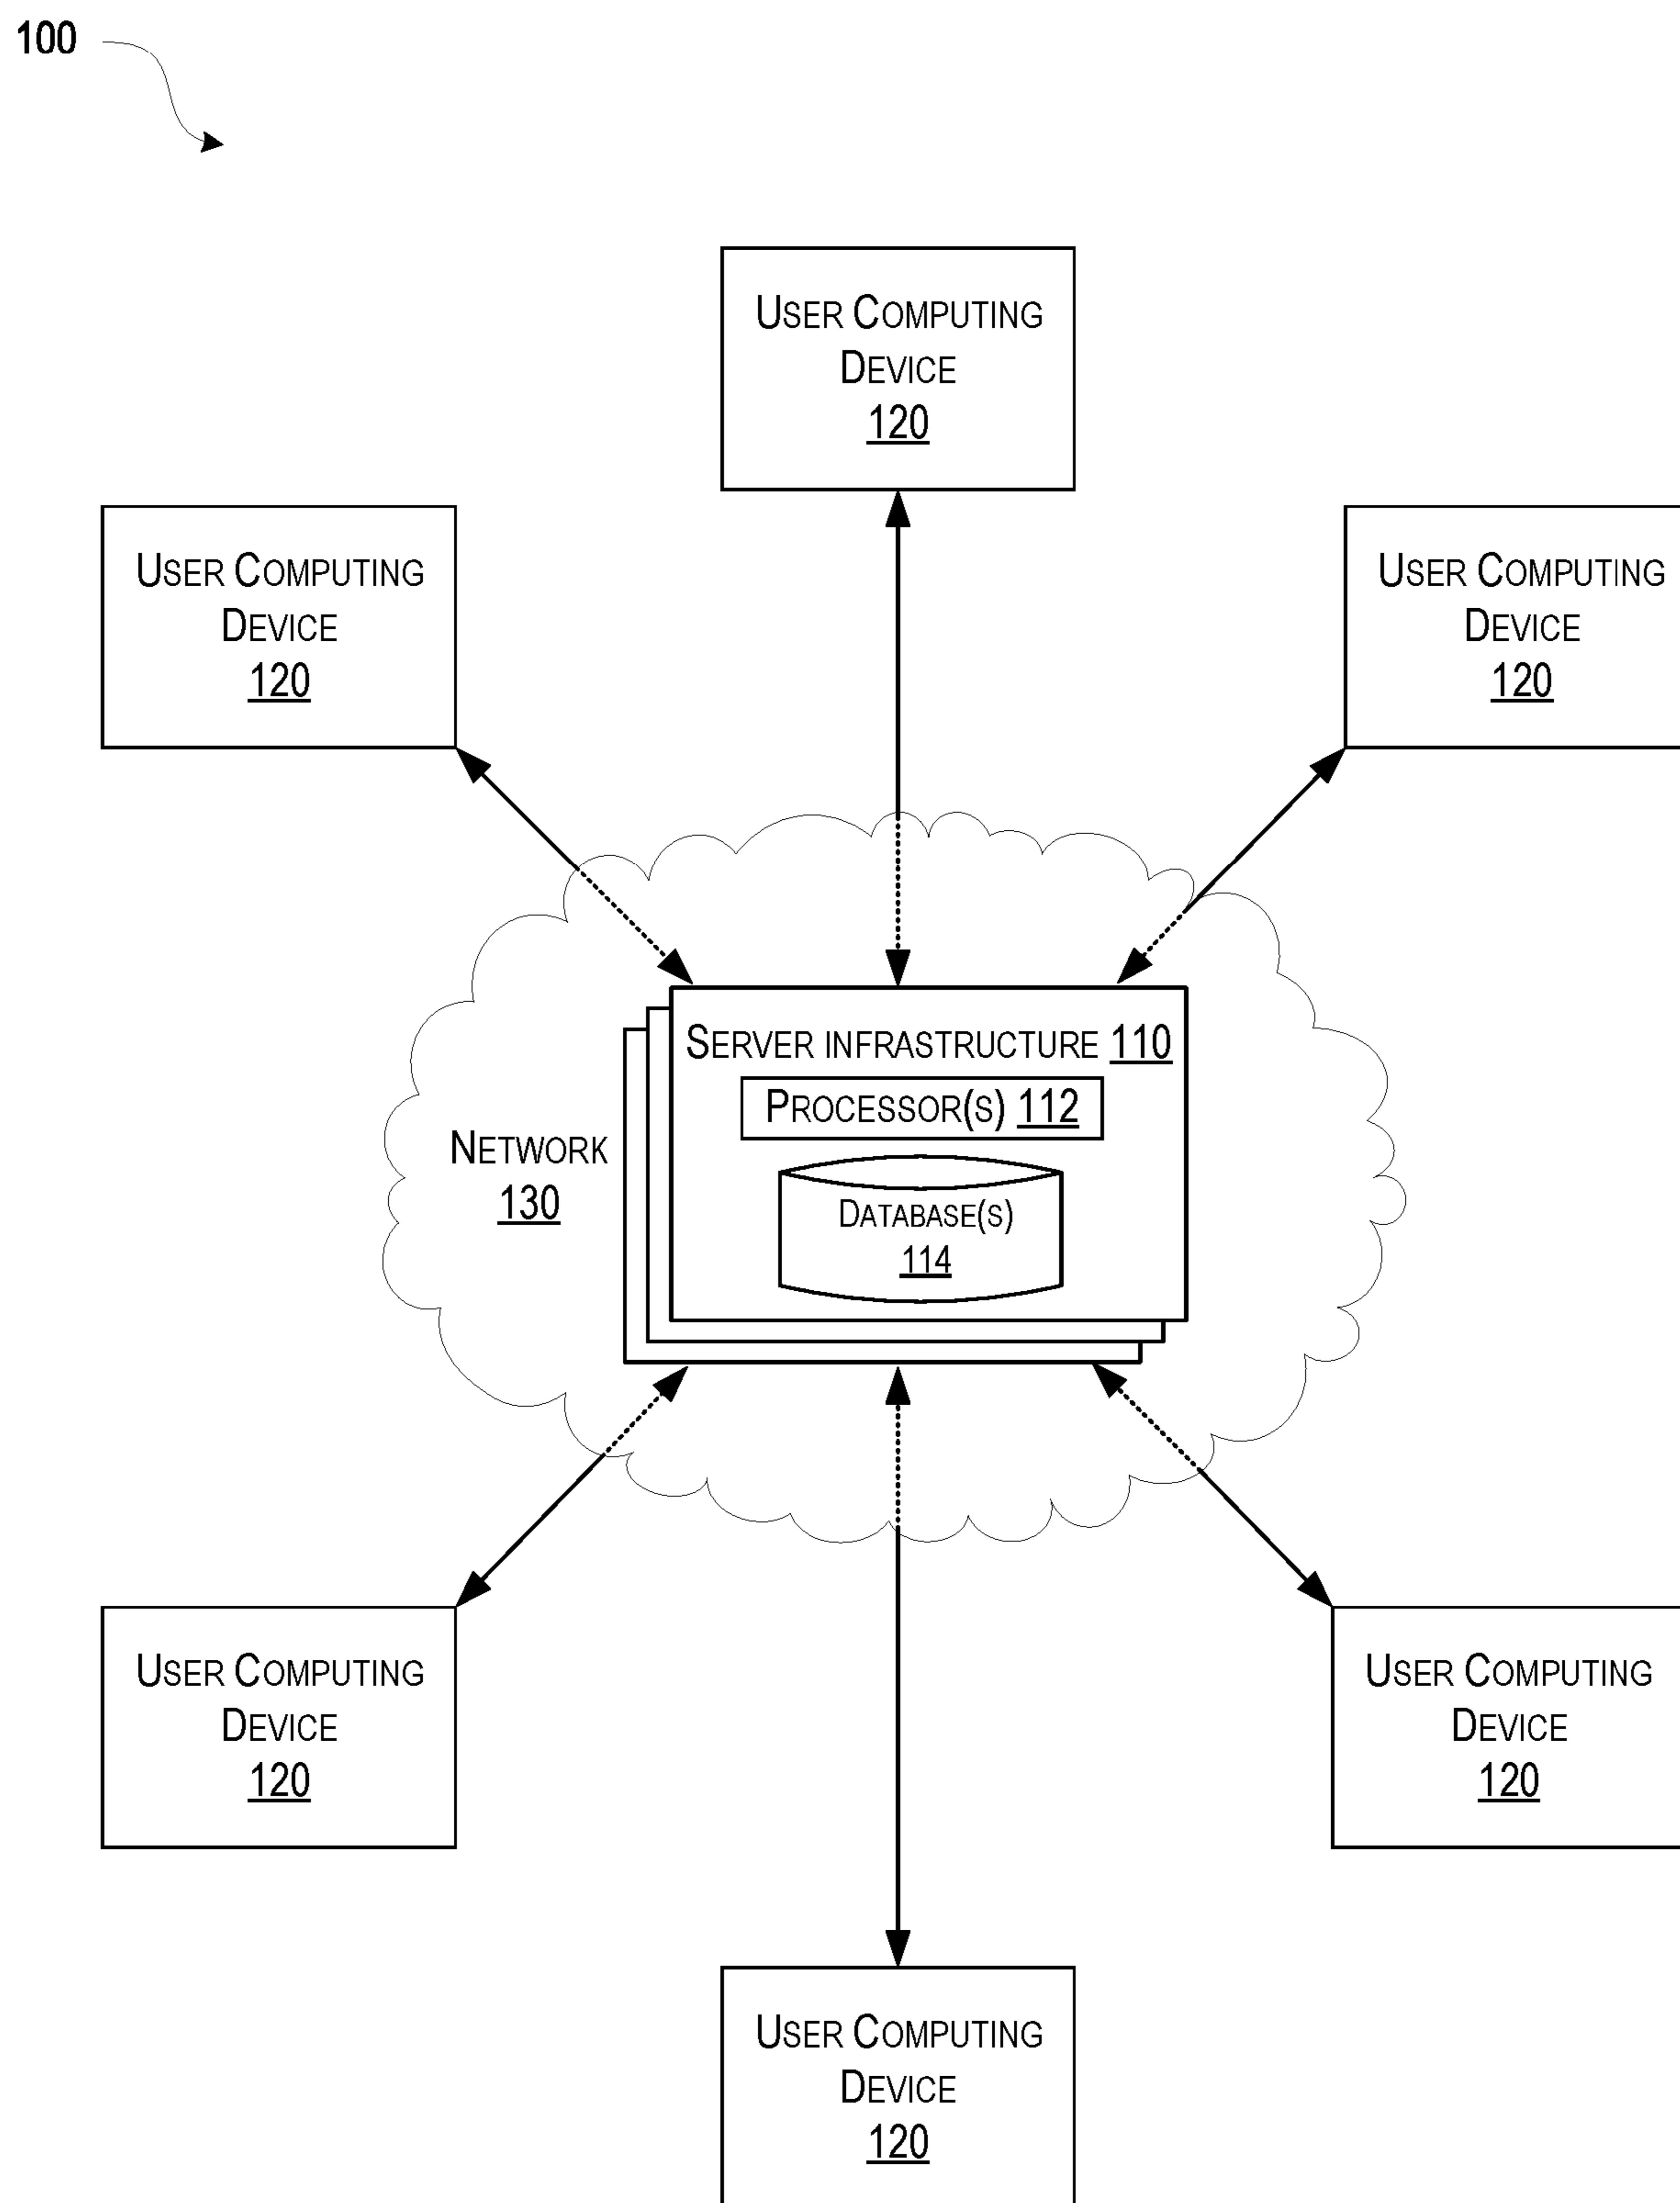 100
User Computing
Device
120
User Computing
Device
120
User Computing
Device
120
Server infrastructure 110
Processor(s) 112
Network
130
Database(s)
114
User Computing
Device
120
User Computing
Device
120
User Computing
Device
120